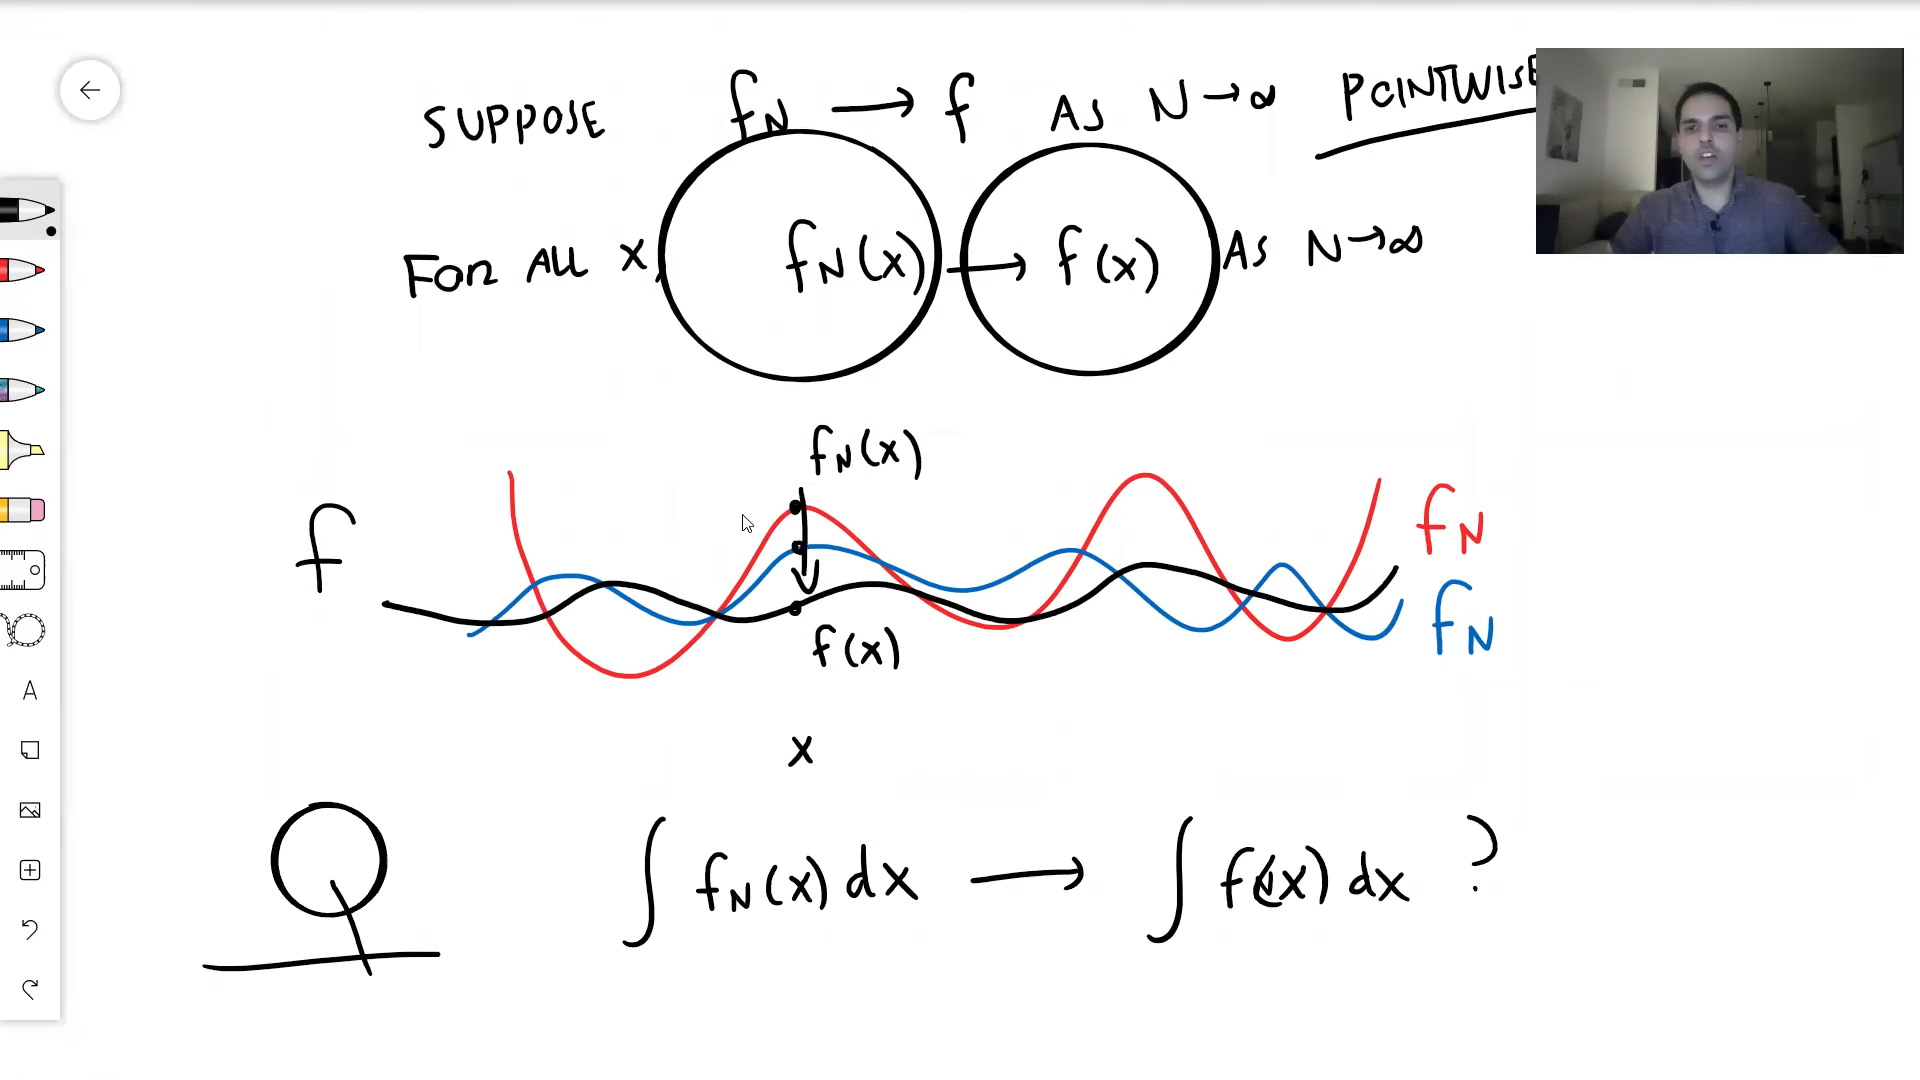 SUPPOSE fN → f AS N→∞ POINTWISE
FOR ALL x, fN(x) → f(x) AS N→∞
fN(x)
f
fN
fN
f(x)
x
Q ∫ fN(x) dx → ∫ f(x) dx ?
A